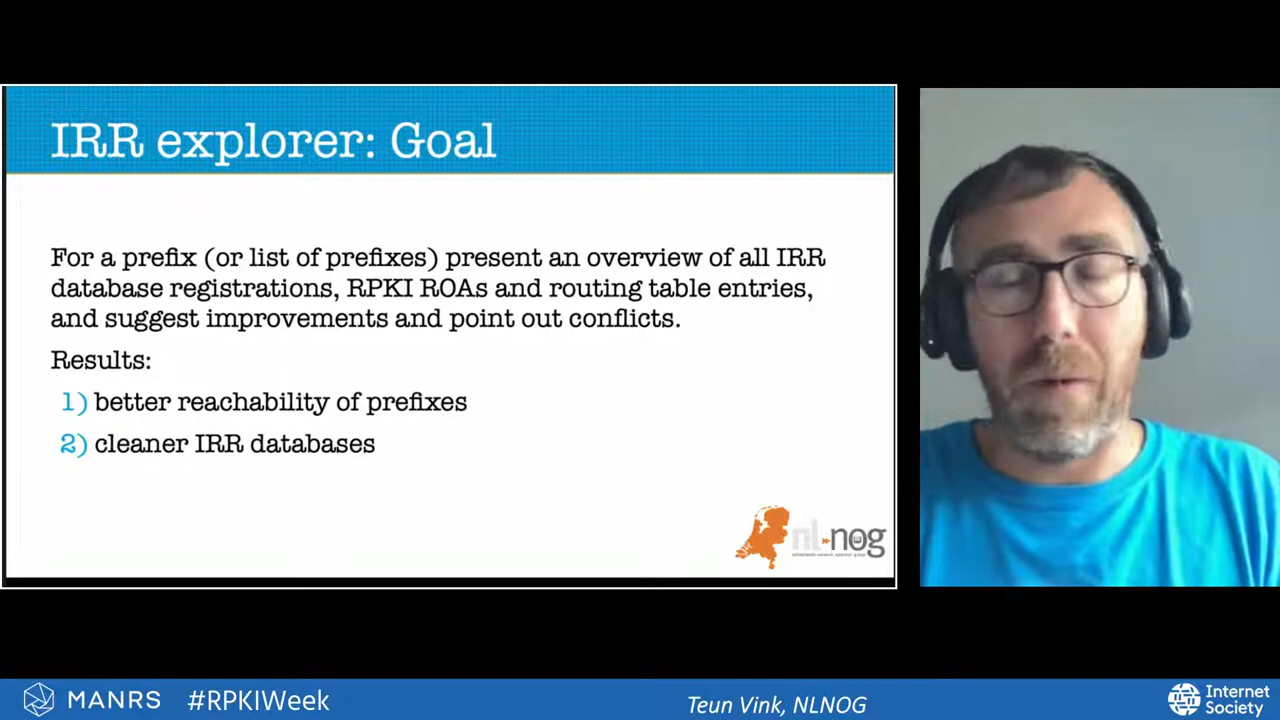 IRR explorer: Goal
For a prefix (or list of prefixes) present an overview of all IRR
database registrations, RPKI ROAs and routing table entries,
and suggest improvements and point out conflicts.
Results:
1) better reachability of prefixes
2) cleaner IRR databases
nl-nog
MANRS #RPKIWeek
Teun Vink, NLNOG
Internet
Society